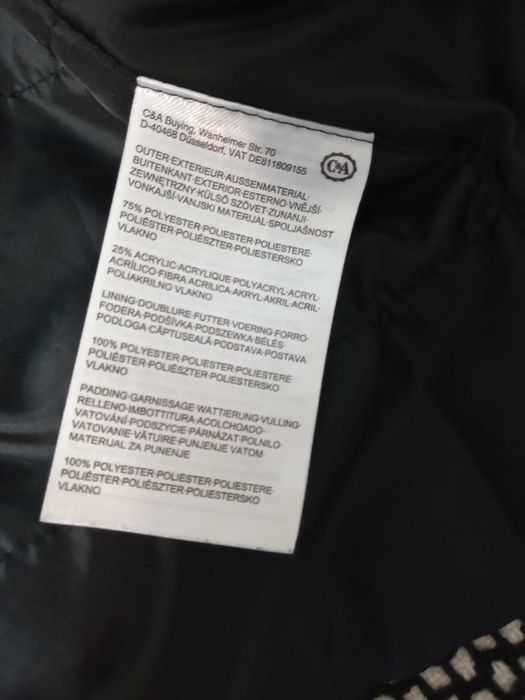 C&A Buying, Wanheimer Str. 70
D-40468 Düsseldorf, VAT DE811809155
C&A
OUTER·EXTERIEUR·AUSSENMATERIAL·
BUITENKANT·EXTERIOR·ESTERNO·VNĚJŠÍ·
ZEWNĘTRZNY·KÜLSŐ SZÖVET·ZUNANJI·
VONKAJŠÍ·VANJSKI MATERIJAL·SPOLJAŠNOST
75% POLYESTER·POLIESTER·POLIESTERE·
POLIÉSTER·POLIÉSZTER·POLIESTERSKO
VLAKNO
25% ACRYLIC·ACRYLIQUE·POLYACRYL·ACRYL·
ACRÍLICO·FIBRA ACRILICA·AKRYL·AKRIL·ACRIL·
POLIAKRILNO VLAKNO
LINING·DOUBLURE·FUTTER·VOERING·FORRO·
FODERA·PODŠÍVKA·PODSZEWKA·BÉLÉS·
PODLOGA·CĂPTUŞEALĂ·PODSTAVA·POSTAVA
100% POLYESTER·POLIESTER·POLIESTERE·
POLIÉSTER·POLIÉSZTER·POLIESTERSKO
VLAKNO
PADDING·GARNISSAGE·WATTIERUNG·VULLING·
RELLENO·IMBOTTITURA·ACOLCHOADO·
VATOVÁNÍ·PODSZYCIE·PÁRNÁZAT·POLNILO·
VATOVANIE·VĂTUIRE·PUNJENJE VATOM·
MATERIJAL ZA PUNENJE
100% POLYESTER·POLIESTER·POLIESTERE·
POLIÉSTER·POLIÉSZTER·POLIESTERSKO
VLAKNO